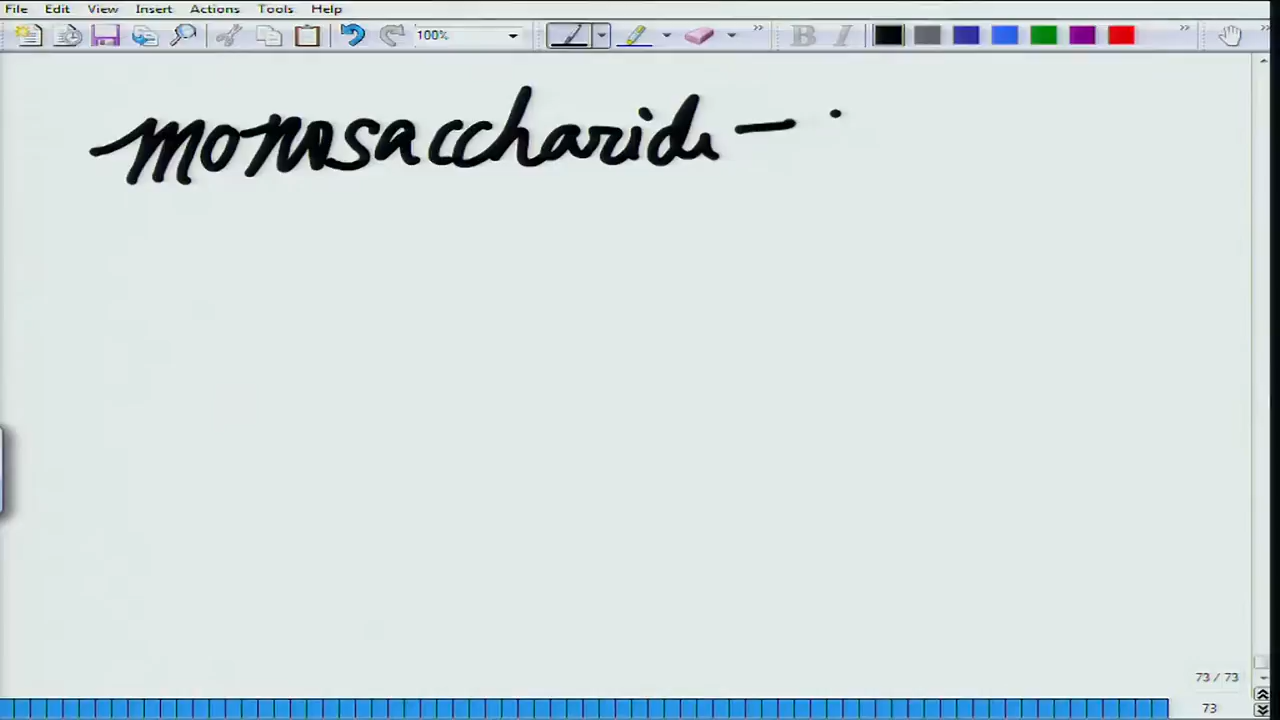 File Edit View Insert Actions Tools Help
100% B I
monosaccharide –
73 / 73
73